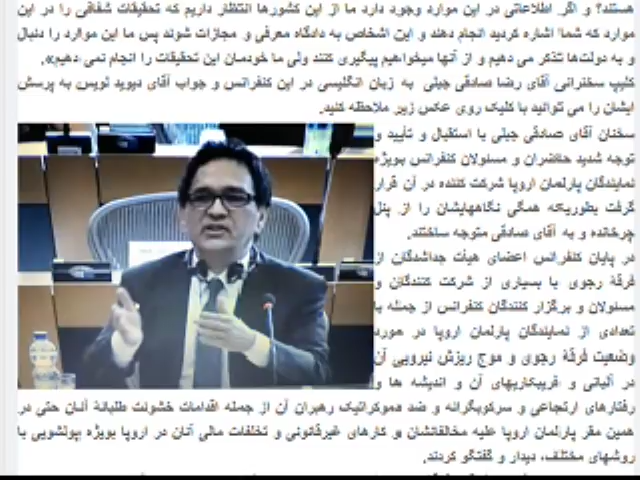 هستند؟ و اگر اطلاعاتی در این موارد وجود دارد ما از این کشورها انتظار داریم که تحقیقات شفافی را در این
موارد که شما اشاره کردید انجام دهند و این اشخاص به دادگاه معرفی و مجازات شوند پس ما این موارد را دنبال
و به دولت‌ها تذکر می دهیم و از آنها میخواهیم پیگیری کنند ولی ما خودمان این تحقیقات را انجام نمی دهیم».
کلیپ سخنرانی آقای رضا صادقی جبلی به زبان انگلیسی در این کنفرانس و جواب آقای دیوید لویس به پرسش
ایشان را می توانید با کلیک روی عکس زیر ملاحظه کنید.
سخنان آقای صادقی جبلی با استقبال و تأیید و
توجه شدید حاضران و مسئولان کنفرانس بویژه
نمایندگان پارلمان اروپا شرکت کننده در آن قرار
گرفت بطوریکه همگی نگاههایشان را از پنل
چرخانده و به آقای صادقی متوجه ساختند.
در پایان کنفرانس اعضای هیأت جداشدگان از
فرقۀ رجوی با بسیاری از شرکت کنندگان و
مسئولان و برگزار کنندگان کنفرانس از جمله با
تعدادی از نمایندگان پارلمان اروپا در مورد
وضعیت فرقۀ رجوی و موج ریزش نیرویی آن
در آلبانی و فریبکاریهای آن و اندیشه ها و
رفتارهای ارتجاعی و سرکوبگرانه و ضد دموکراتیک رهبران آن از جمله اقدامات خشونت طلبانۀ آنان حتی در
همین مقر پارلمان اروپا علیه مخالفانشان و کارهای غیرقانونی و تخلفات مالی آنان در اروپا بویژه پولشویی با
روشهای مختلف، دیدار و گفتگو کردند.